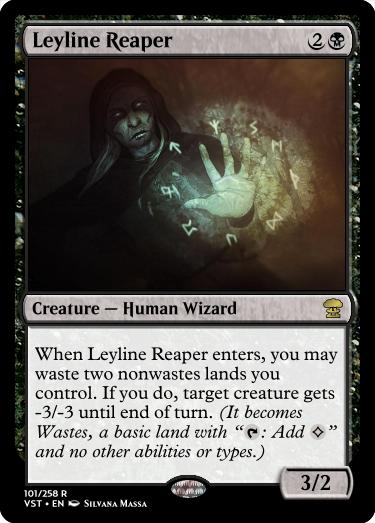 Leyline Reaper 2
Creature — Human Wizard
When Leyline Reaper enters, you may
waste two nonwastes lands you
control. If you do, target creature gets
-3/-3 until end of turn. (It becomes
Wastes, a basic land with “: Add ”
and no other abilities or types.)
3/2
101/258 R
VST • EN Silvana Massa